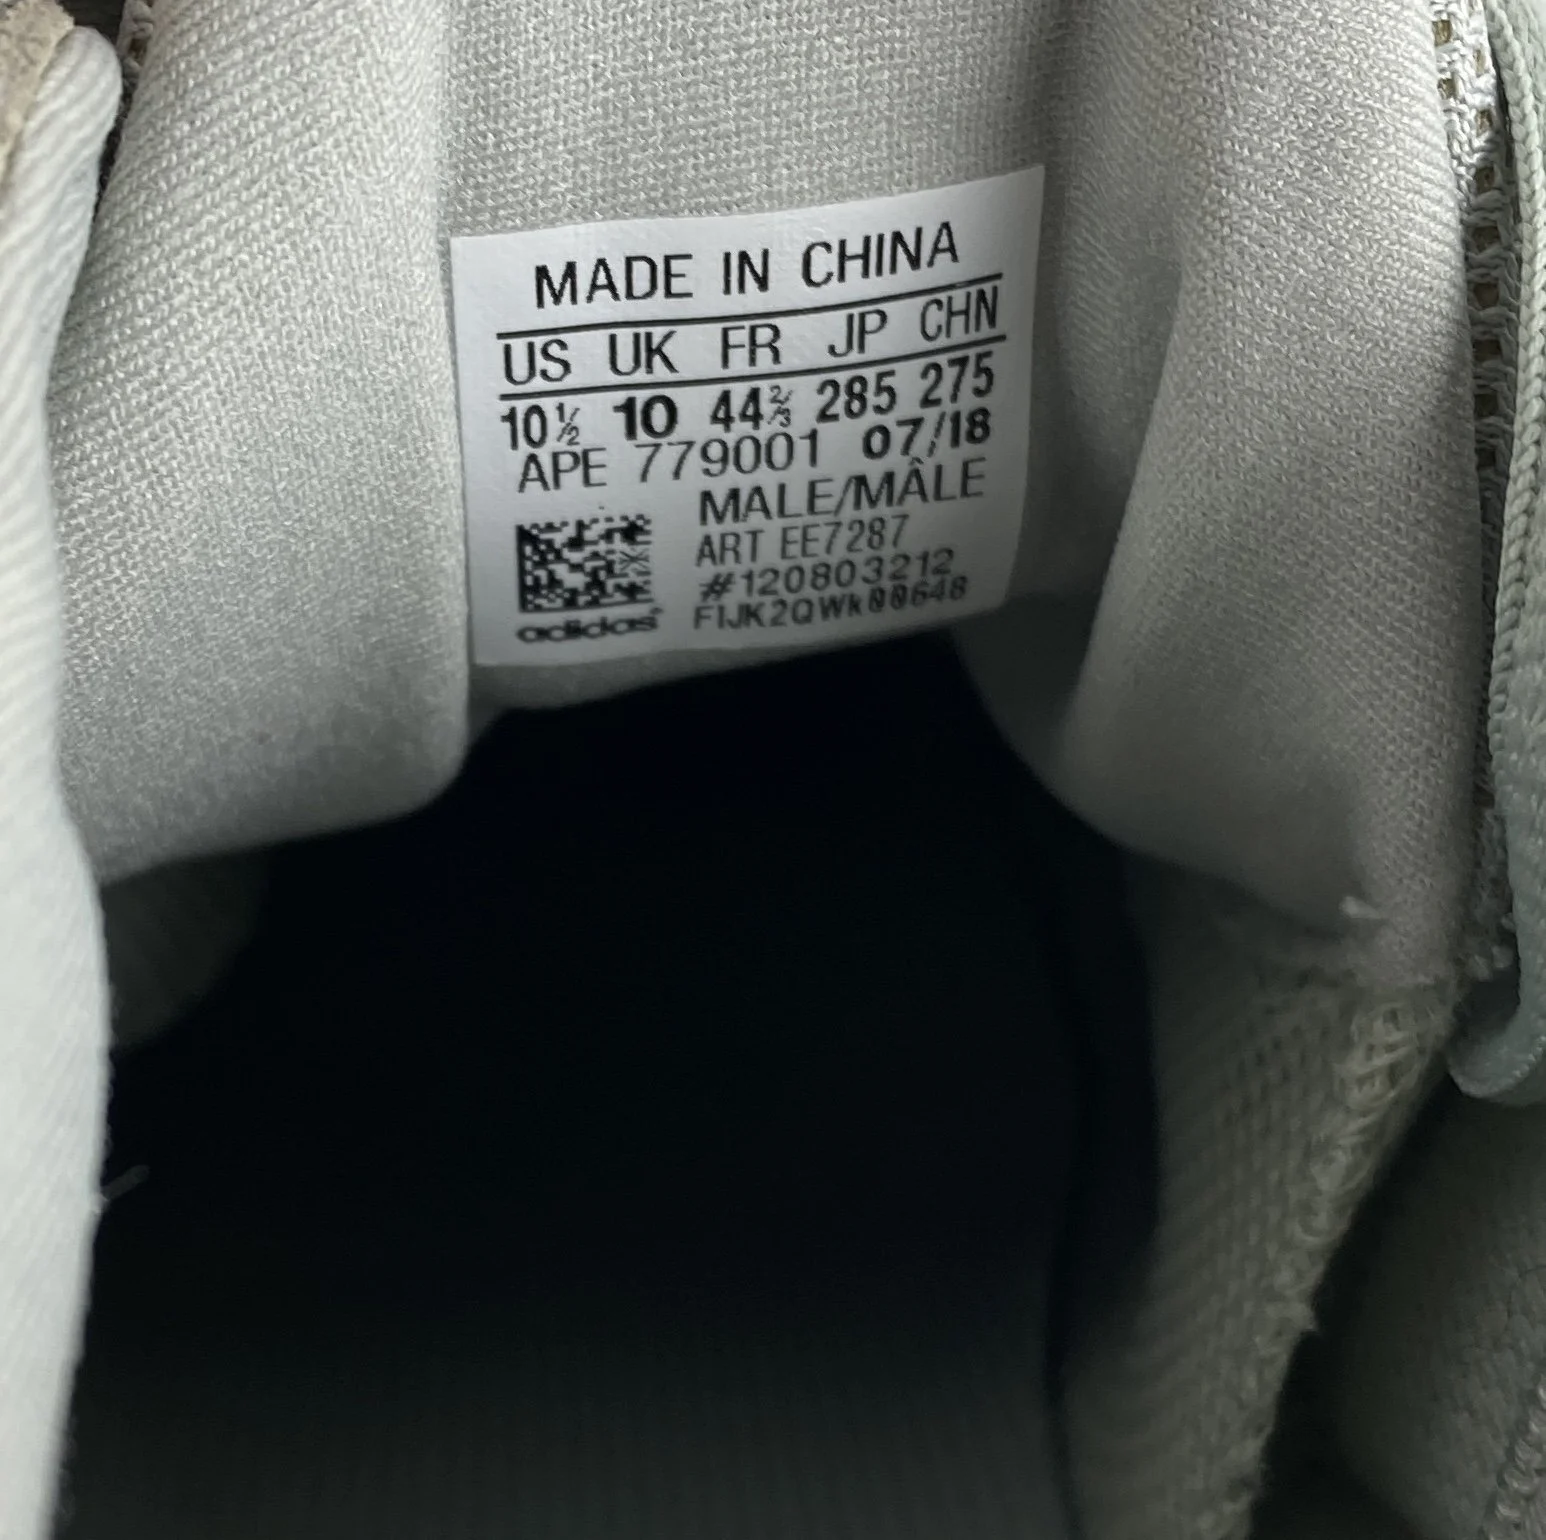 MADE IN CHINA
US UK FR JP CHN
10½ 10 44⅔ 285 275
APE 779001 07/18
MALE/MÂLE
ART EE7287
#120803212
FIJK2QWk00648
adidas